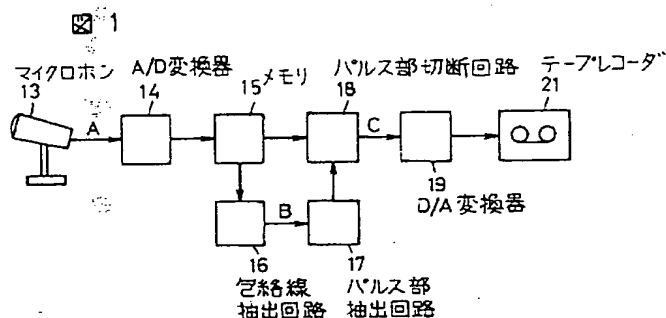 図 1
マイクロホン
13
A
A/D変換器
14
15 メモリ
パルス部切断回路
18
C
テープレコーダ
21
19
D/A変換器
B
16
包絡線
抽出回路
17
パルス部
抽出回路